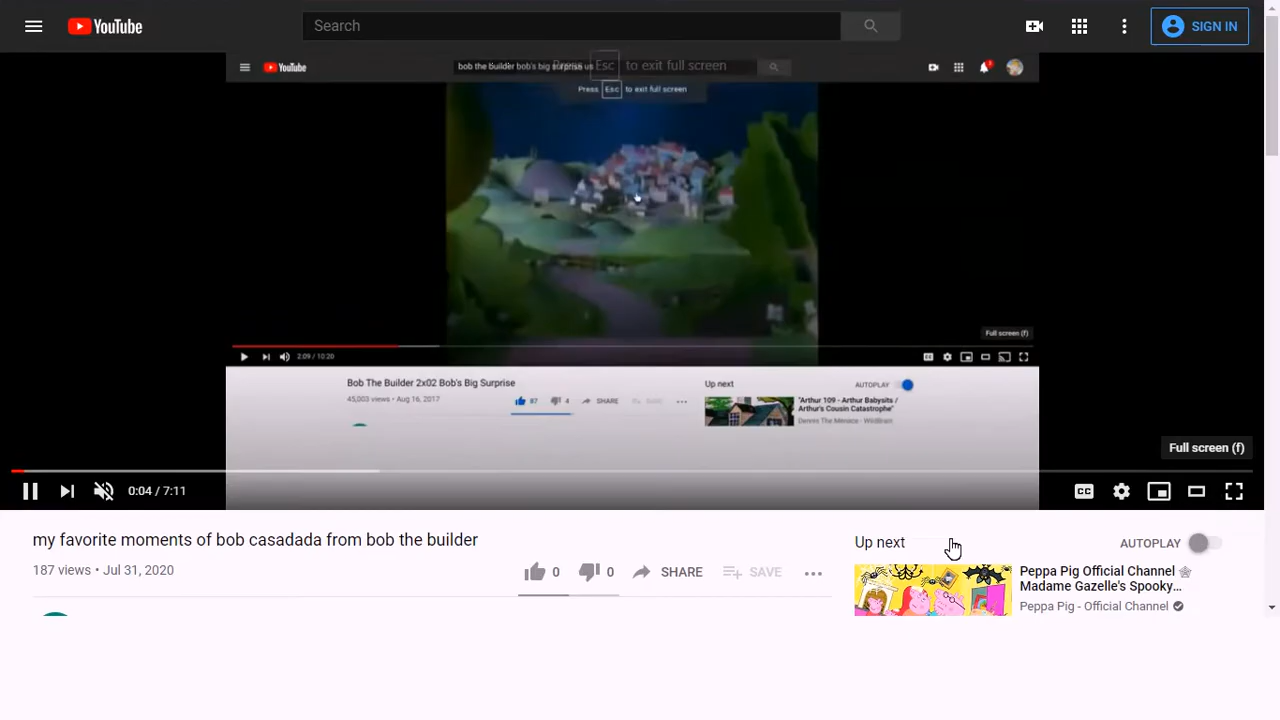 YouTube
Search
SIGN IN
YouTube
bob the builder bob's big surprise us
Press Esc to exit full screen
Press Esc to exit full screen
Full screen (f)
2:09 / 10:20
Bob The Builder 2x02 Bob's Big Surprise
45,003 views • Aug 16, 2017
87
4
SHARE
SAVE
Up next
AUTOPLAY
"Arthur 109 - Arthur Babysits /
Arthur's Cousin Catastrophe"
Dennis The Menace - WildBrain
Full screen (f)
0:04 / 7:11
CC
my favorite moments of bob casadada from bob the builder
187 views • Jul 31, 2020
0
0
SHARE
SAVE
Up next
AUTOPLAY
Peppa Pig Official Channel
Madame Gazelle's Spooky...
Peppa Pig - Official Channel